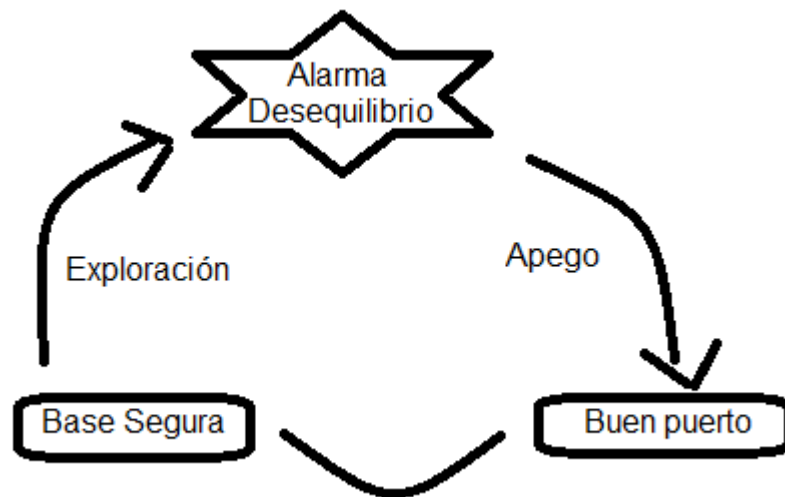 Alarma
Desequilibrio
Exploración
Apego
Base Segura
Buen puerto